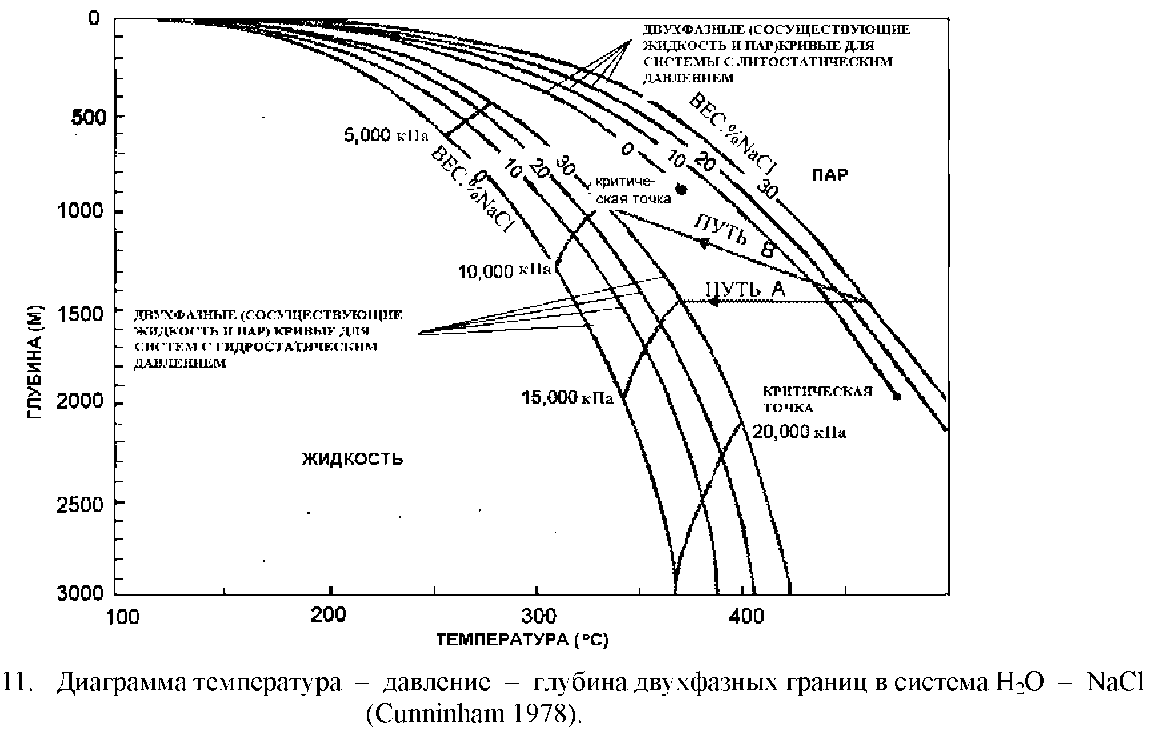 0
500
1000
1500
2000
2500
3000
ГЛУБИНА (М)
100
200
300
400
ТЕМПЕРАТУРА (°С)
ДВУХФАЗНЫЕ (СОСУЩЕСТВУЮЩИЕ
ЖИДКОСТЬ И ПАР)КРИВЫЕ ДЛЯ
СИСТЕМЫ С ЛИТОСТАТИЧЕСКИМ
ДАВЛЕНИЕМ
ВЕС.%NaCl
0
10
20
30
ПАР
5,000 кПа
ВЕС.%NaCl
0
10
20
30
критиче-
ская точка
ПУТЬ В
10,000 кПа
ПУТЬ А
ДВУХФАЗНЫЕ (СОСУЩЕСТВУЮЩИЕ
ЖИДКОСТЬ И ПАР) КРИВЫЕ ДЛЯ
СИСТЕМ С ГИДРОСТАТИЧЕСКИМ
ДАВЛЕНИЕМ
15,000 кПа
КРИТИЧЕСКАЯ
ТОЧКА
20,000 кПа
ЖИДКОСТЬ
11. Диаграмма температура – давление – глубина двухфазных границ в система H₂O – NaCl
(Cunninham 1978).